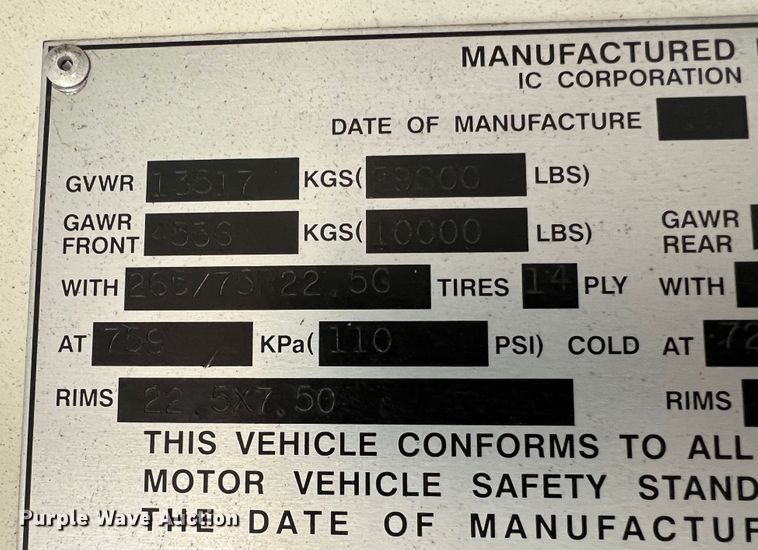 MANUFACTURED
IC CORPORATION
DATE OF MANUFACTURE
GVWR 13517 KGS( 29800 LBS)
GAWR FRONT 4536 KGS( 10000 LBS) GAWR REAR
WITH 265/75R22.5G TIRES 14 PLY WITH
AT 759 KPa( 110 PSI) COLD AT 72
RIMS 22.5X7.50 RIMS
THIS VEHICLE CONFORMS TO ALL
MOTOR VEHICLE SAFETY STAND
THE DATE OF MANUFACTUR
Purple Wave Auction